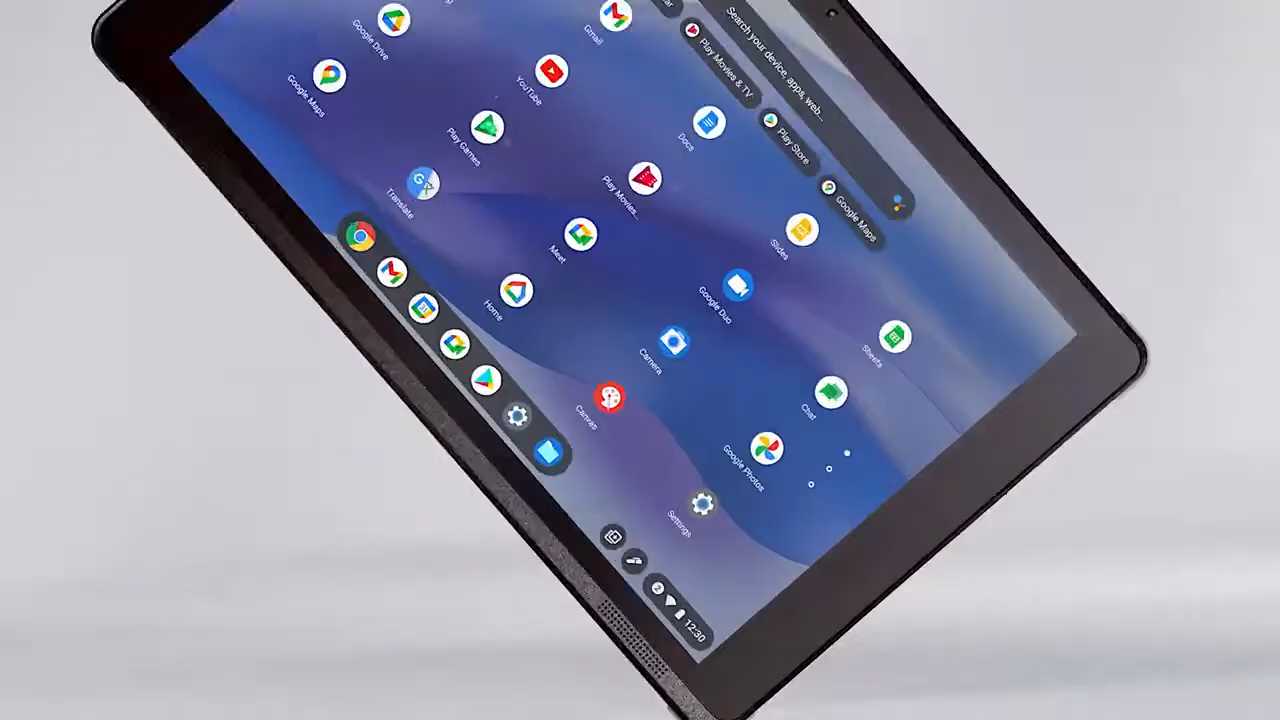 Search your device, apps, web...
Play Movies & TV
Play Store
Google Maps
Gmail
Docs
Slides
Sheets
Google Drive
YouTube
Play Movies...
Google Duo
Chat
Google Maps
Play Games
Meet
Camera
Google Photos
Translate
Home
Canvas
Settings
31
2
12:30